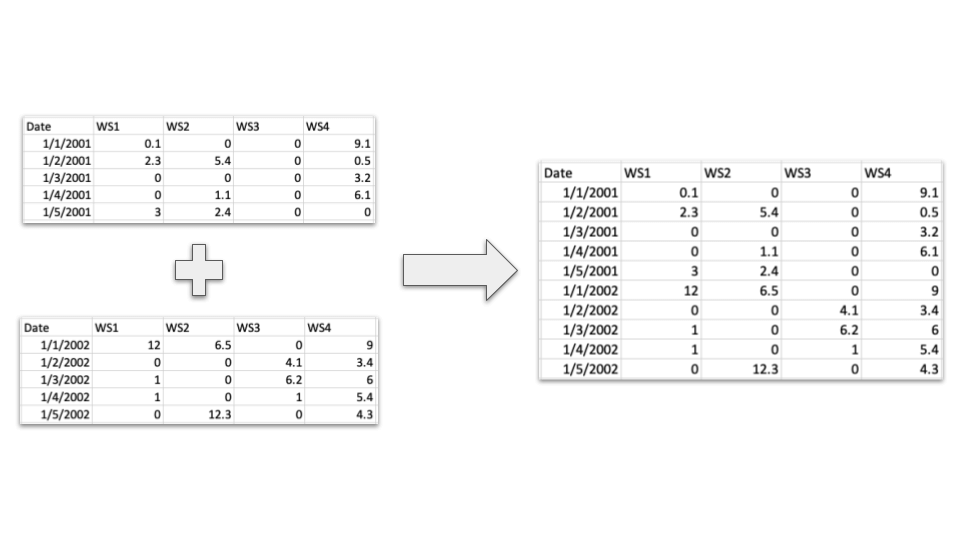 Date WS1 WS2 WS3 WS4
1/1/2001 0.1 0 0 9.1
1/2/2001 2.3 5.4 0 0.5
1/3/2001 0 0 0 3.2
1/4/2001 0 1.1 0 6.1
1/5/2001 3 2.4 0 0
Date WS1 WS2 WS3 WS4
1/1/2002 12 6.5 0 9
1/2/2002 0 0 4.1 3.4
1/3/2002 1 0 6.2 6
1/4/2002 1 0 1 5.4
1/5/2002 0 12.3 0 4.3
Date WS1 WS2 WS3 WS4
1/1/2001 0.1 0 0 9.1
1/2/2001 2.3 5.4 0 0.5
1/3/2001 0 0 0 3.2
1/4/2001 0 1.1 0 6.1
1/5/2001 3 2.4 0 0
1/1/2002 12 6.5 0 9
1/2/2002 0 0 4.1 3.4
1/3/2002 1 0 6.2 6
1/4/2002 1 0 1 5.4
1/5/2002 0 12.3 0 4.3